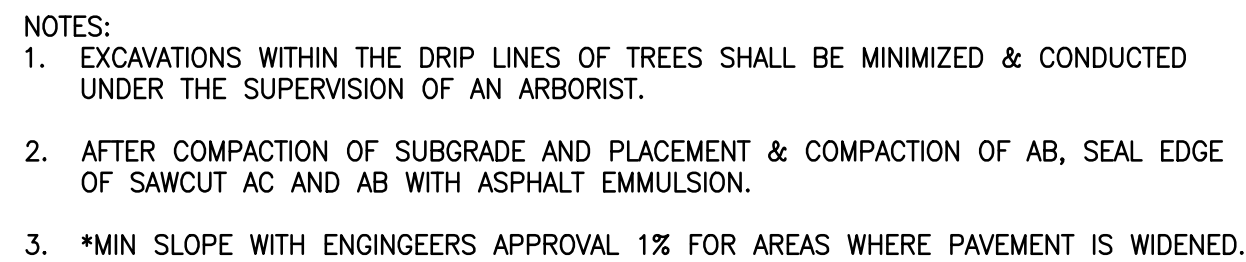 NOTES:
1. EXCAVATIONS WITHIN THE DRIP LINES OF TREES SHALL BE MINIMIZED & CONDUCTED
UNDER THE SUPERVISION OF AN ARBORIST.
2. AFTER COMPACTION OF SUBGRADE AND PLACEMENT & COMPACTION OF AB, SEAL EDGE
OF SAWCUT AC AND AB WITH ASPHALT EMMULSION.
3. *MIN SLOPE WITH ENGINGEERS APPROVAL 1% FOR AREAS WHERE PAVEMENT IS WIDENED.